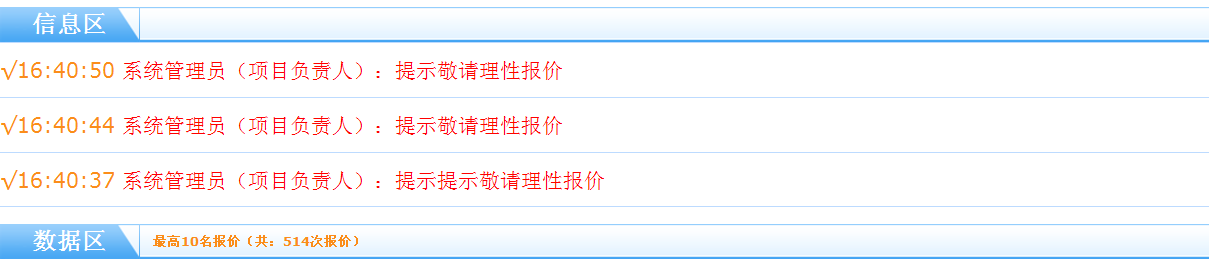 信息区
√16:40:50 系统管理员（项目负责人）：提示敬请理性报价
√16:40:44 系统管理员（项目负责人）：提示敬请理性报价
√16:40:37 系统管理员（项目负责人）：提示提示敬请理性报价
数据区 最高10名报价（共：514次报价）